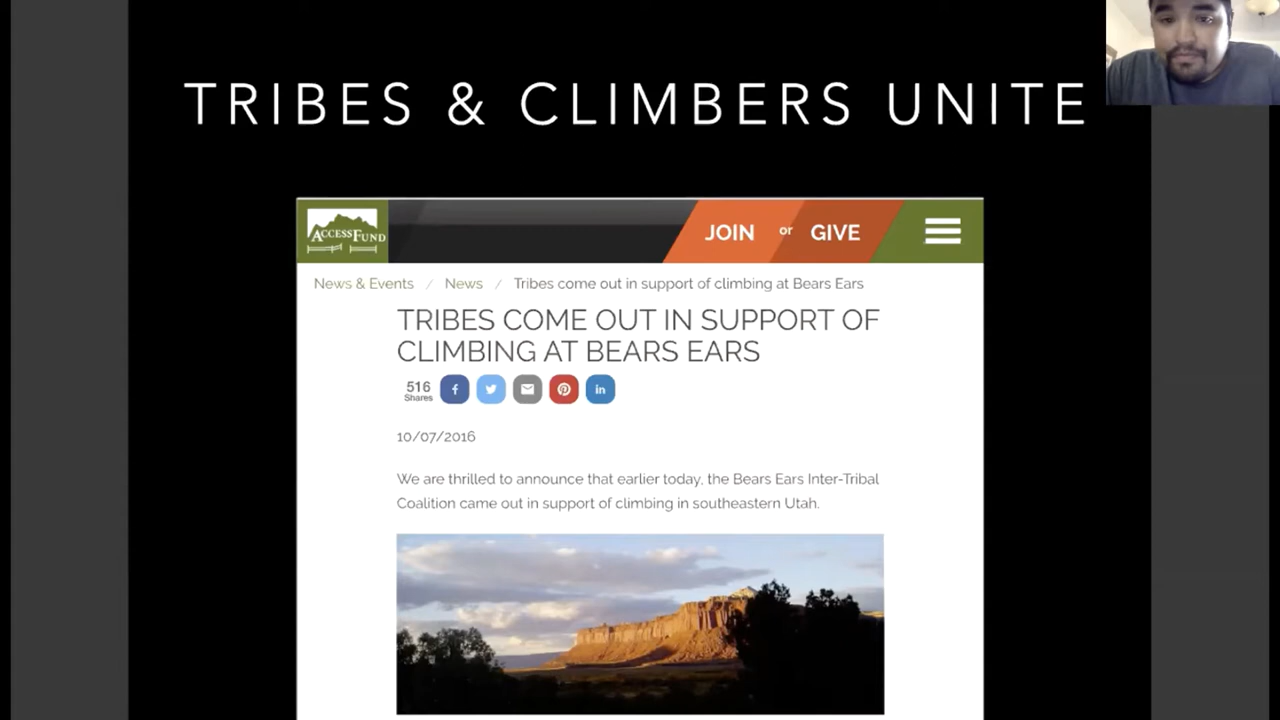 TRIBES & CLIMBERS UNITE
ACCESSFUND
JOIN or GIVE
News & Events / News / Tribes come out in support of climbing at Bears Ears
TRIBES COME OUT IN SUPPORT OF
CLIMBING AT BEARS EARS
516
Shares
f
in
10/07/2016
We are thrilled to announce that earlier today, the Bears Ears Inter-Tribal
Coalition came out in support of climbing in southeastern Utah.